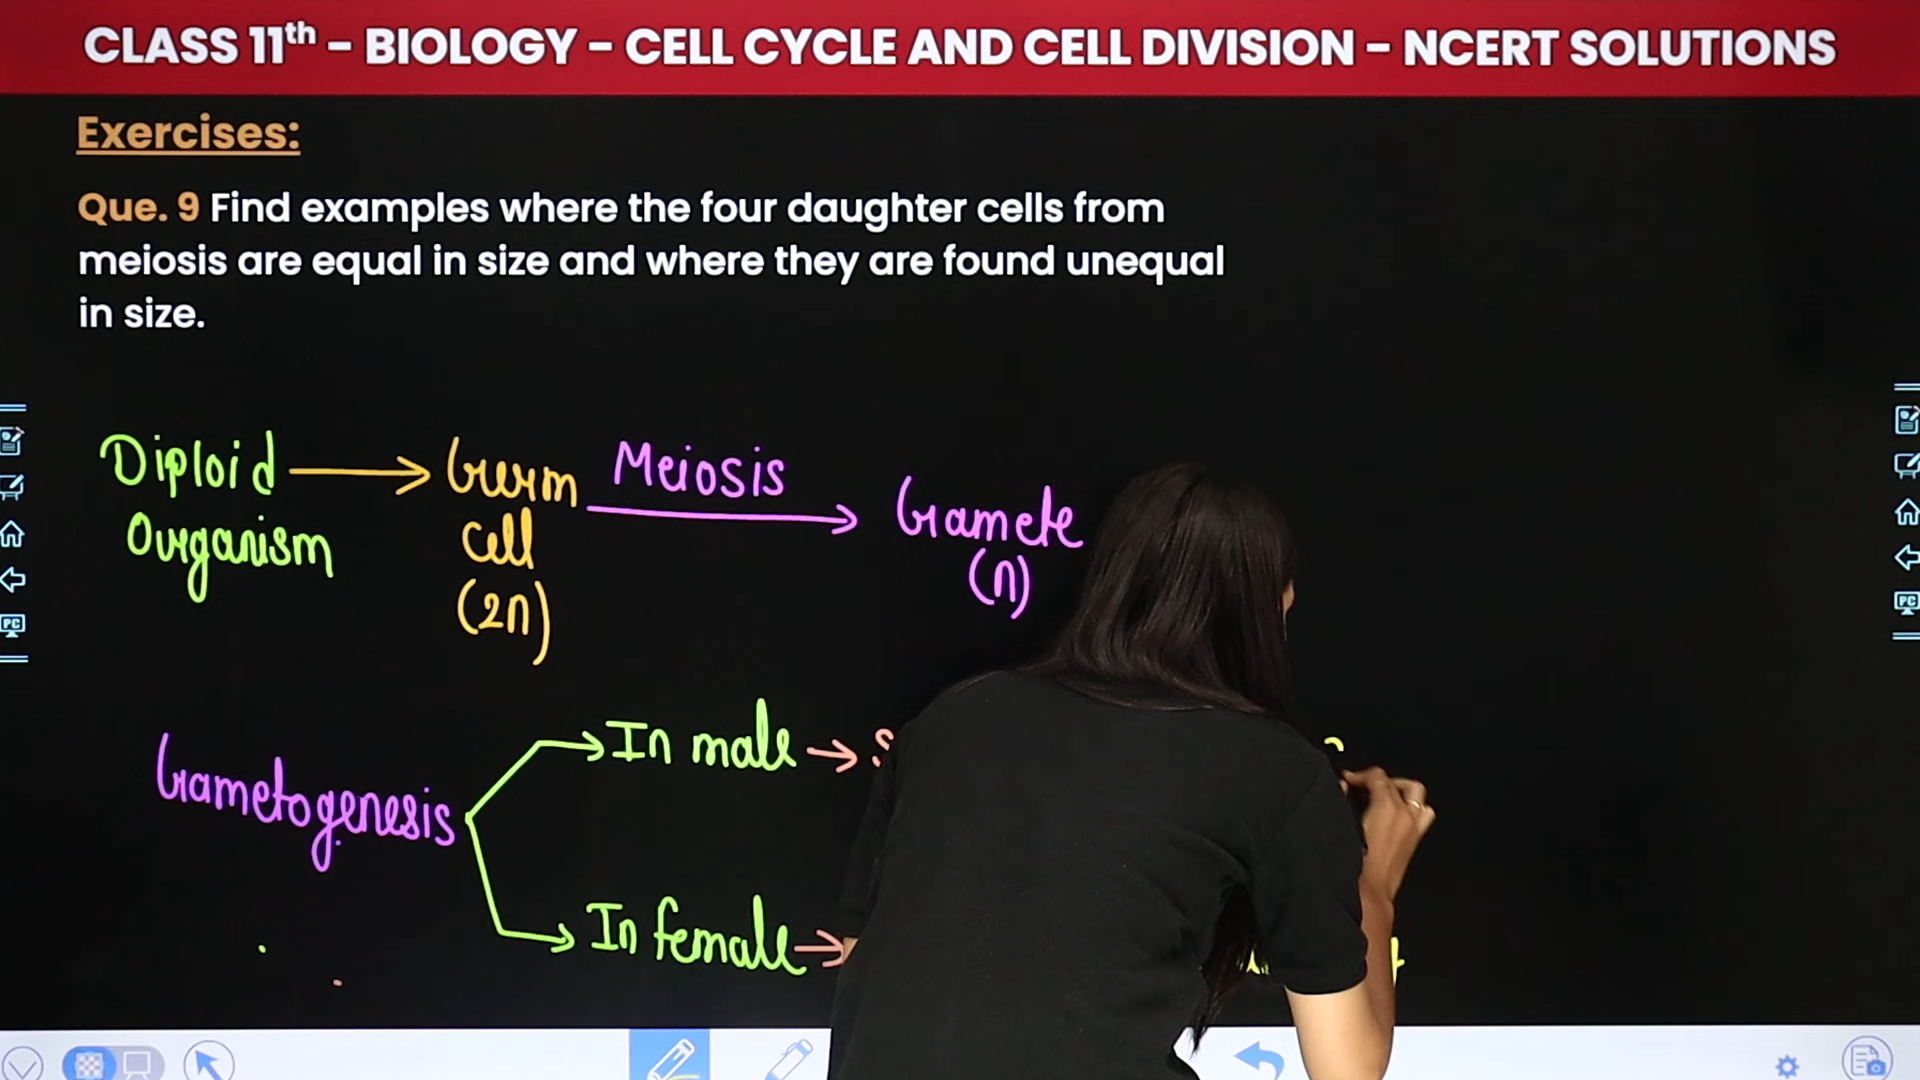 CLASS 11th – BIOLOGY – CELL CYCLE AND CELL DIVISION – NCERT SOLUTIONS
Exercises:
Que. 9 Find examples where the four daughter cells from
meiosis are equal in size and where they are found unequal
in size.
Diploid → Germ Meiosis → Gamete
Organism Cell (n)
(2n)
Gametogenesis → In male →
→ In female →
PC PC